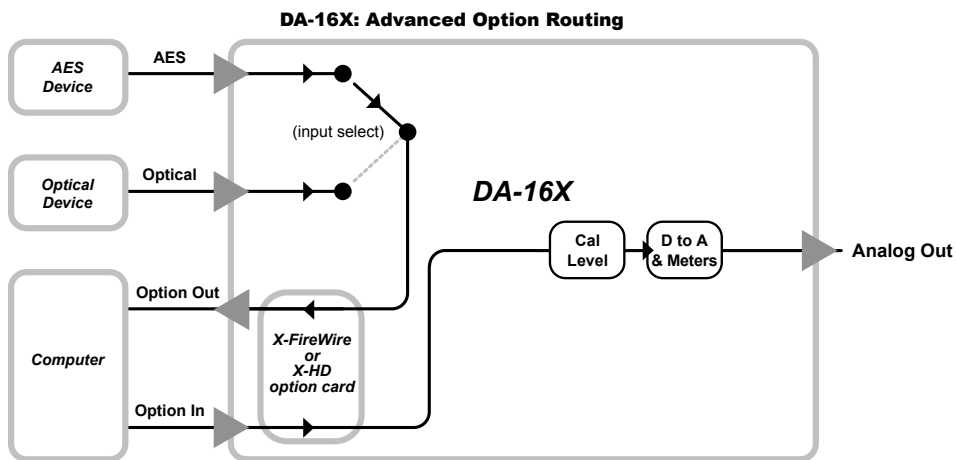 DA-16X: Advanced Option Routing
AES
Device
AES
(input select)
Optical
Device
Optical
DA-16X
Cal
Level
D to A
& Meters
Analog Out
Computer
Option Out
X-FireWire
or
X-HD
option card
Option In